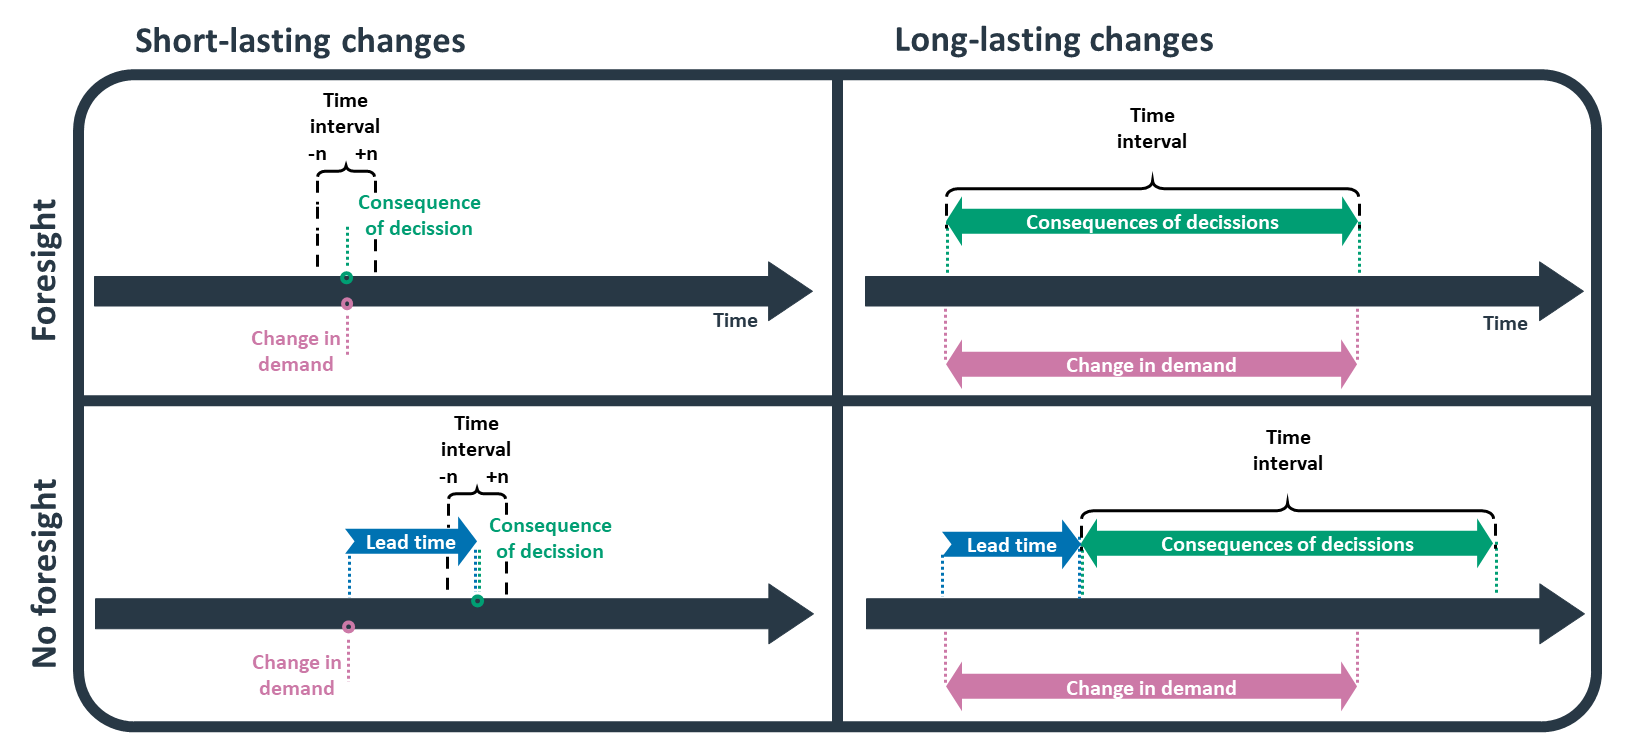 Short-lasting changes
Long-lasting changes
Foresight
Time
interval
-n +n
Consequence
of decission
Change in
demand
Time
Time
interval
Consequences of decissions
Time
Change in demand
No foresight
Time
interval
-n +n
Lead time
Consequence
of decission
Change in
demand
Time
interval
Lead time
Consequences of decissions
Change in demand